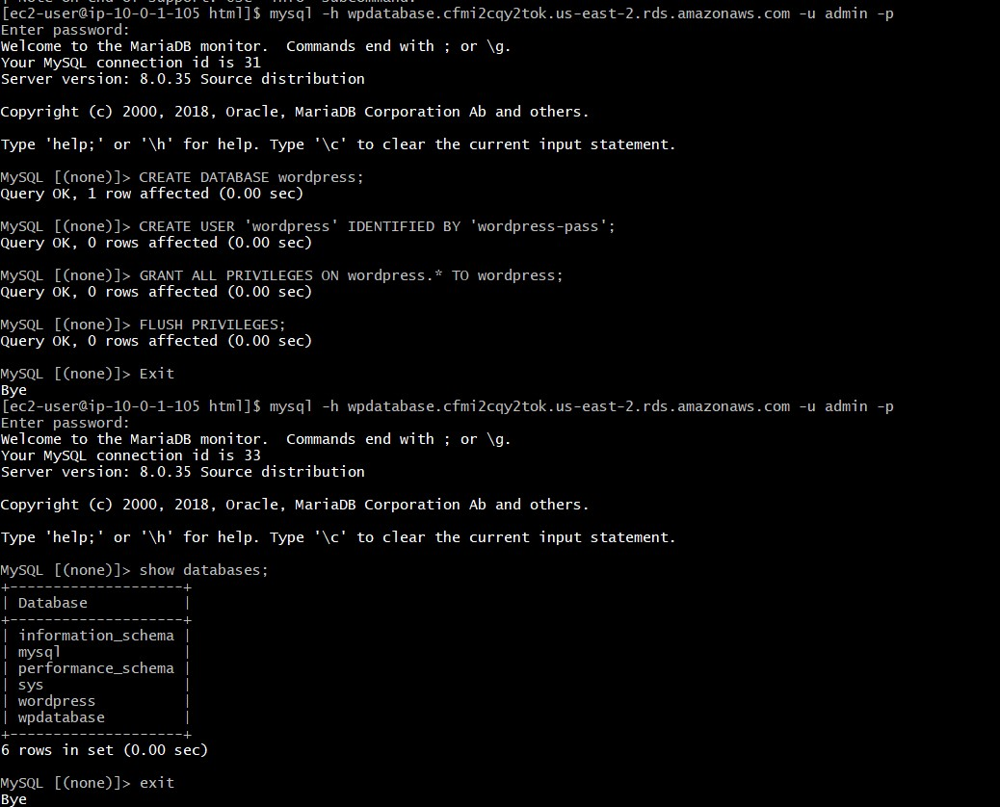 [ec2-user@ip-10-0-1-105 html]$ mysql -h wpdatabase.cfmi2cqy2tok.us-east-2.rds.amazonaws.com -u admin -p
Enter password:
Welcome to the MariaDB monitor.  Commands end with ; or \g.
Your MySQL connection id is 31
Server version: 8.0.35 Source distribution

Copyright (c) 2000, 2018, Oracle, MariaDB Corporation Ab and others.

Type 'help;' or '\h' for help. Type '\c' to clear the current input statement.

MySQL [(none)]> CREATE DATABASE wordpress;
Query OK, 1 row affected (0.00 sec)

MySQL [(none)]> CREATE USER 'wordpress' IDENTIFIED BY 'wordpress-pass';
Query OK, 0 rows affected (0.00 sec)

MySQL [(none)]> GRANT ALL PRIVILEGES ON wordpress.* TO wordpress;
Query OK, 0 rows affected (0.00 sec)

MySQL [(none)]> FLUSH PRIVILEGES;
Query OK, 0 rows affected (0.00 sec)

MySQL [(none)]> Exit
Bye
[ec2-user@ip-10-0-1-105 html]$ mysql -h wpdatabase.cfmi2cqy2tok.us-east-2.rds.amazonaws.com -u admin -p
Enter password:
Welcome to the MariaDB monitor.  Commands end with ; or \g.
Your MySQL connection id is 33
Server version: 8.0.35 Source distribution

Copyright (c) 2000, 2018, Oracle, MariaDB Corporation Ab and others.

Type 'help;' or '\h' for help. Type '\c' to clear the current input statement.

MySQL [(none)]> show databases;
+--------------------+
| Database           |
+--------------------+
| information_schema |
| mysql              |
| performance_schema |
| sys                |
| wordpress          |
| wpdatabase         |
+--------------------+
6 rows in set (0.00 sec)

MySQL [(none)]> exit
Bye